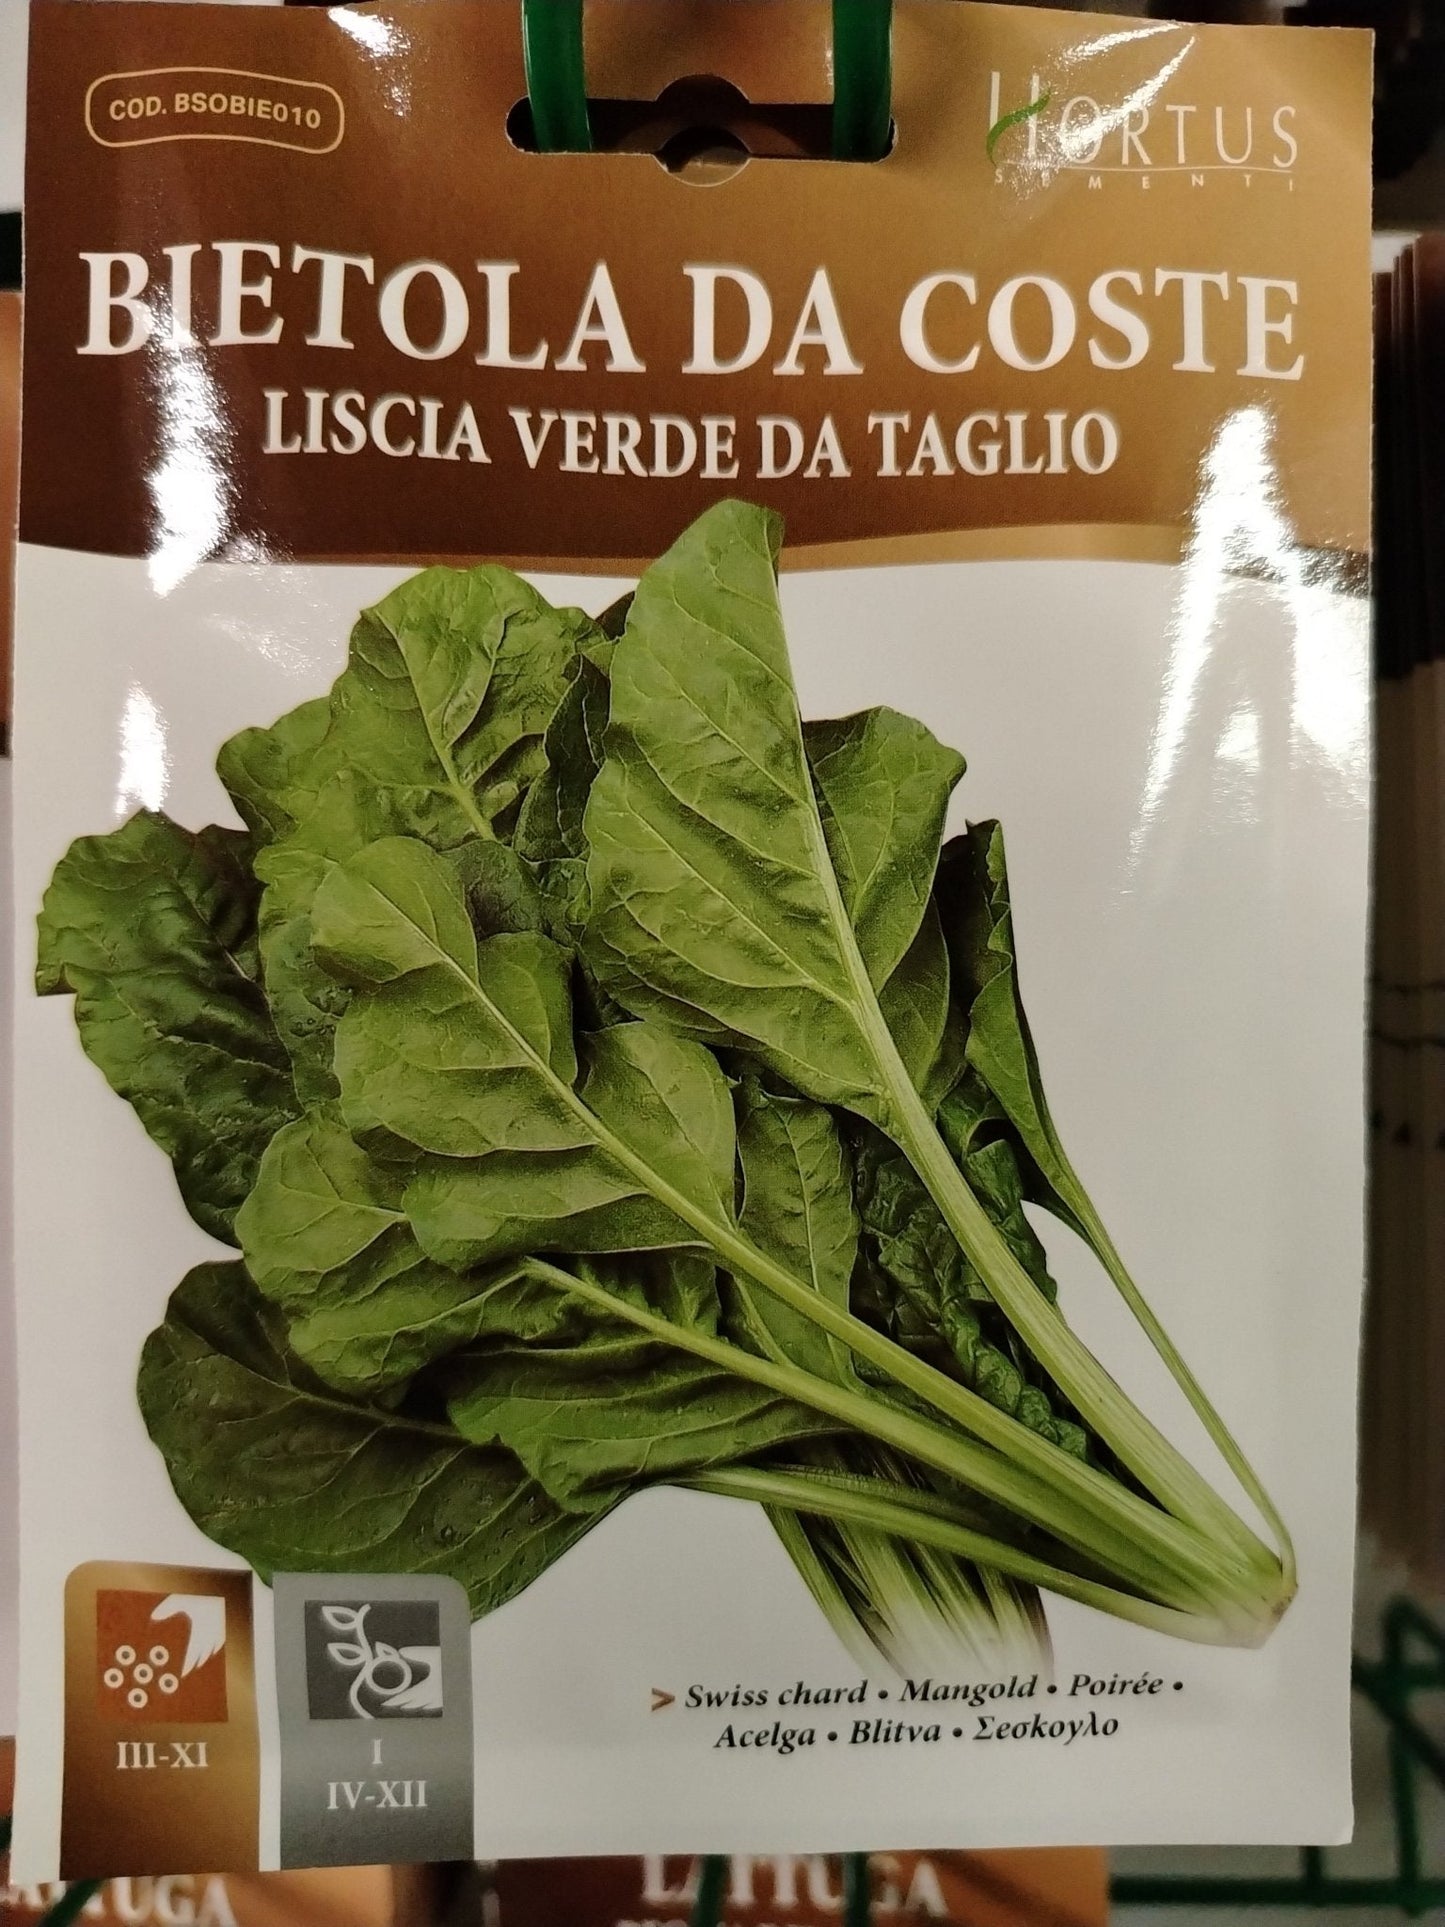 COD. BSOBIE010
HORTUS
SEMENTI
BIETOLA DA COSTE
LISCIA VERDE DA TAGLIO
> Swiss chard • Mangold • Poirée •
Acelga • Blitva • Σεσκουλο
III-XI
I
IV-XII
LATTUGA